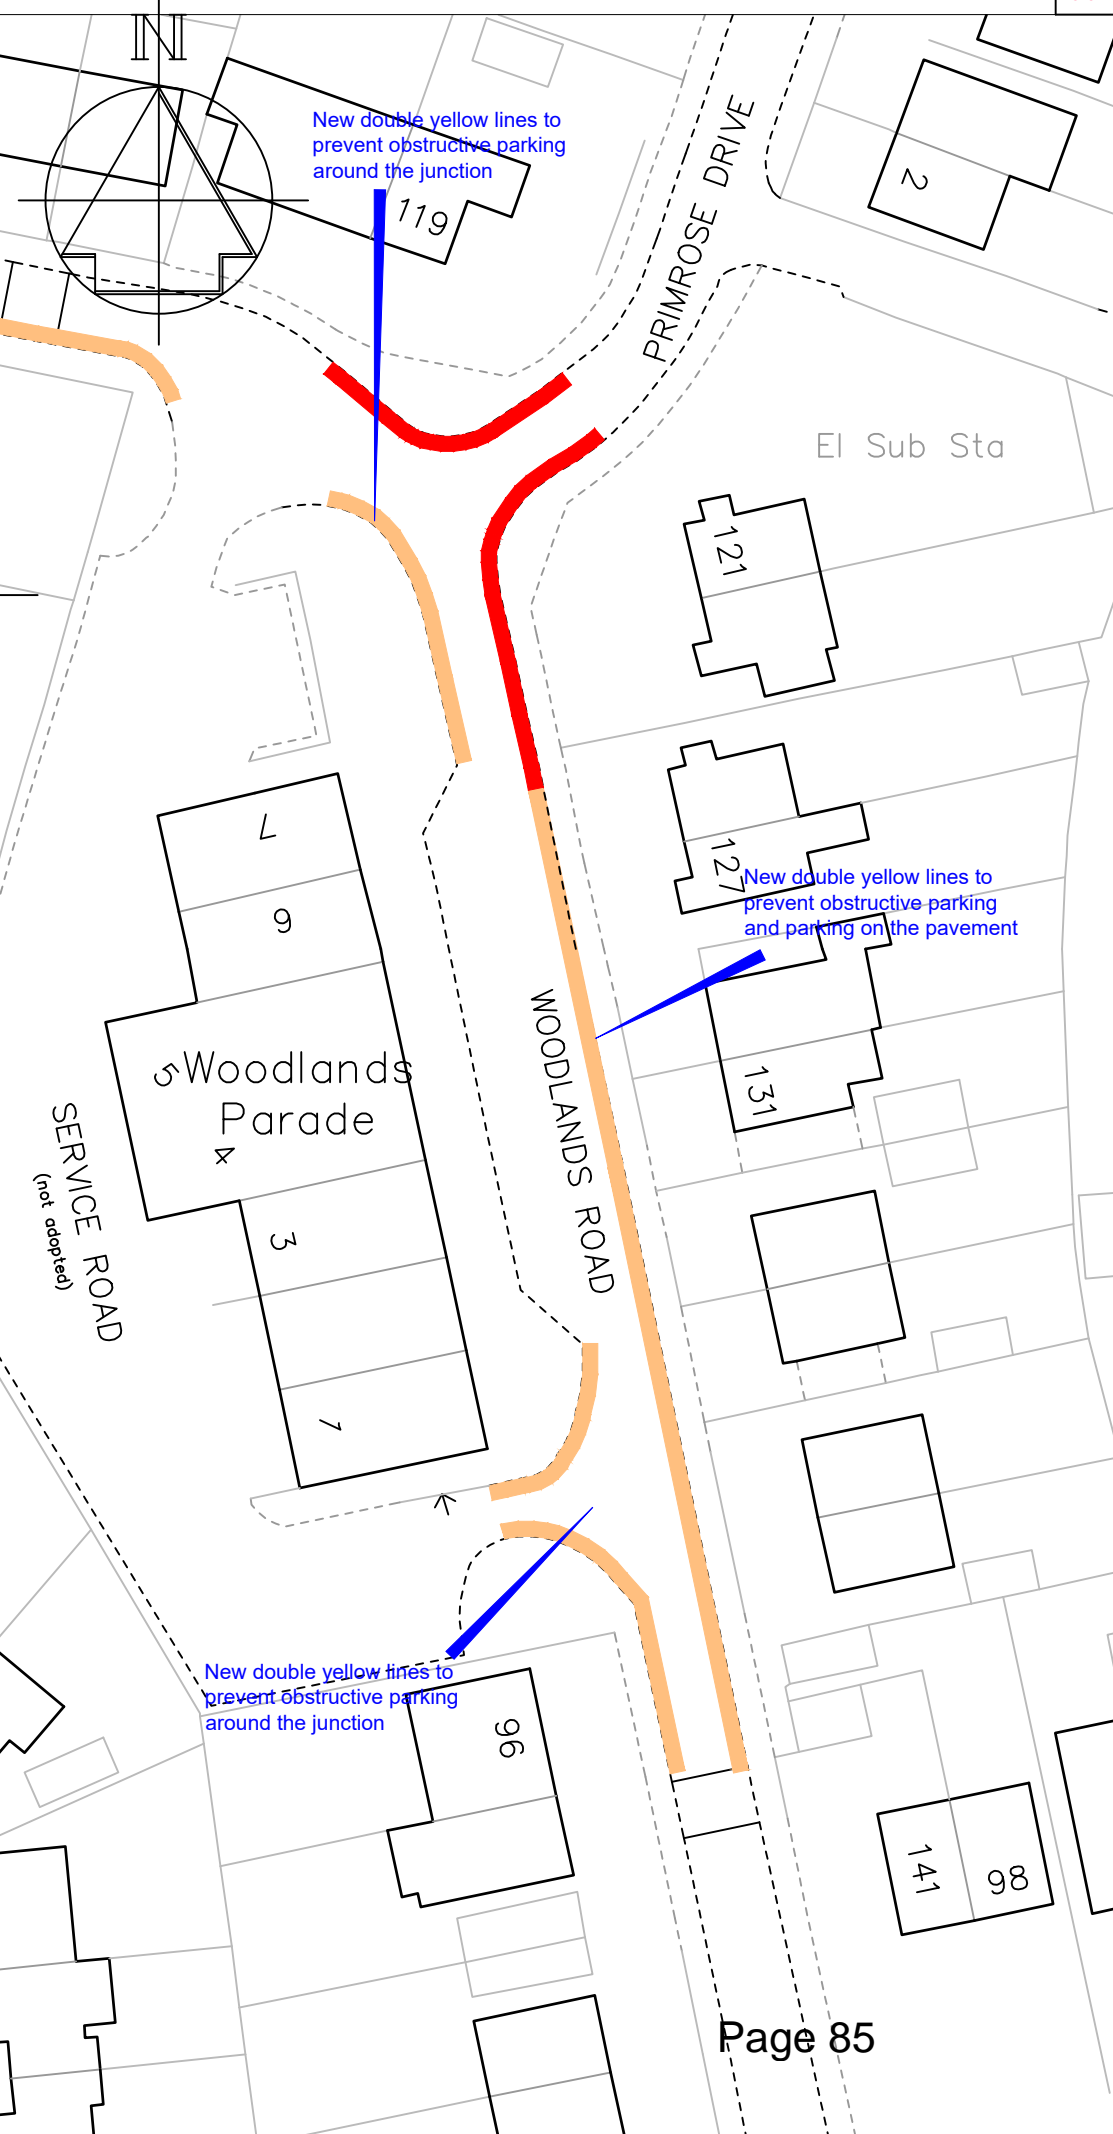 N
New double yellow lines to
prevent obstructive parking
around the junction
119
2
PRIMROSE DRIVE
El Sub Sta
121
127
New double yellow lines to
prevent obstructive parking
and parking on the pavement
7
6
5
Woodlands
Parade
4
3
1
WOODLANDS ROAD
131
SERVICE ROAD
(not adopted)
New double yellow lines to
prevent obstructive parking
around the junction
96
141
98
Page 85